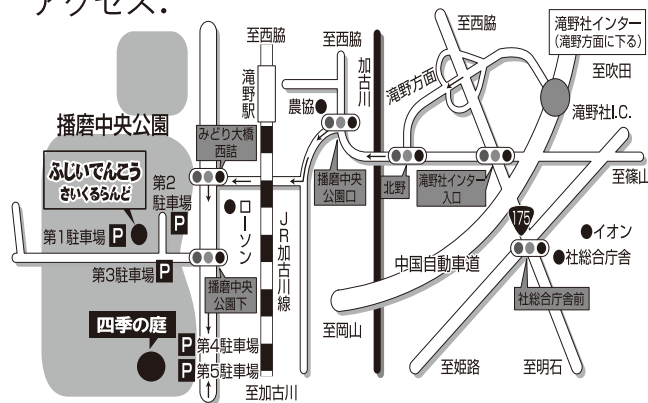 アクセス.
至西脇
至西脇
至西脇
滝野社インター
(滝野方面に下る)
至吹田
滝野社I.C.
滝野駅
農協
加古川
滝野方面
播磨中央公園
みどり大橋
西詰
ふじいでんこう
さいくるらんど
第2
駐車場
P
播磨中央
公園口
北野
滝野社インター
入口
至篠山
第1駐車場 P
ローソン
JR加古川線
175
イオン
社総合庁舎
中国自動車道
第3駐車場 P
播磨中央
公園下
社総合庁舎前
四季の庭
至岡山
P 第4駐車場
P 第5駐車場
至姫路
至明石
至加古川